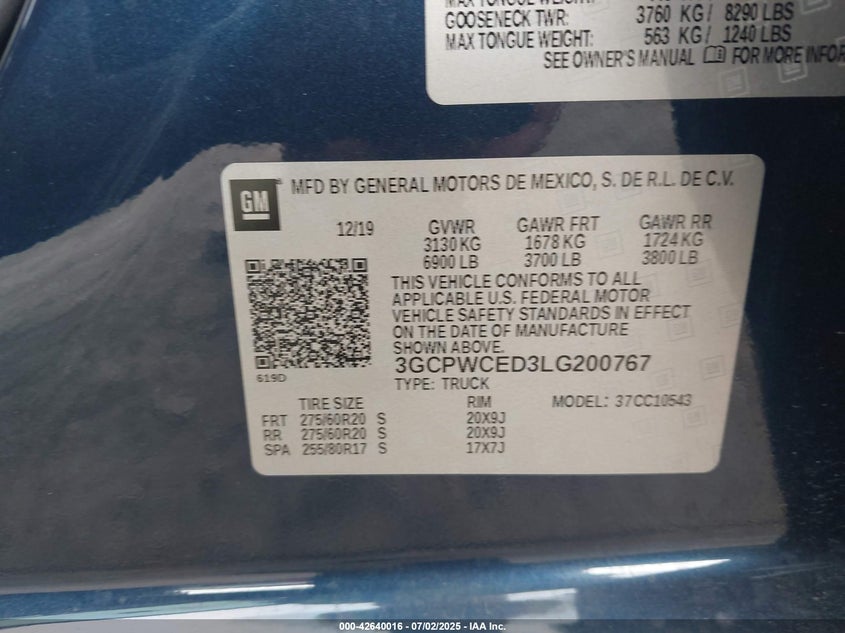 MAX TONGUE WEIGHT:
GOOSENECK TWR: 3760 KG / 8290 LBS
MAX TONGUE WEIGHT: 563 KG / 1240 LBS
SEE OWNER'S MANUAL FOR MORE INFOR
GM MFD BY GENERAL MOTORS DE MEXICO, S. DE R.L. DE C.V.
12/19 GVWR GAWR FRT GAWR RR
3130 KG 1678 KG 1724 KG
6900 LB 3700 LB 3800 LB
THIS VEHICLE CONFORMS TO ALL
APPLICABLE U.S. FEDERAL MOTOR
VEHICLE SAFETY STANDARDS IN EFFECT
ON THE DATE OF MANUFACTURE
SHOWN ABOVE.
3GCPWCED3LG200767
619D
TYPE: TRUCK
TIRE SIZE RIM MODEL: 37CC10543
FRT 275/60R20 S 20X9J
RR 275/60R20 S 20X9J
SPA 255/80R17 S 17X7J
000-42640016 - 07/02/2025 - IAA Inc.